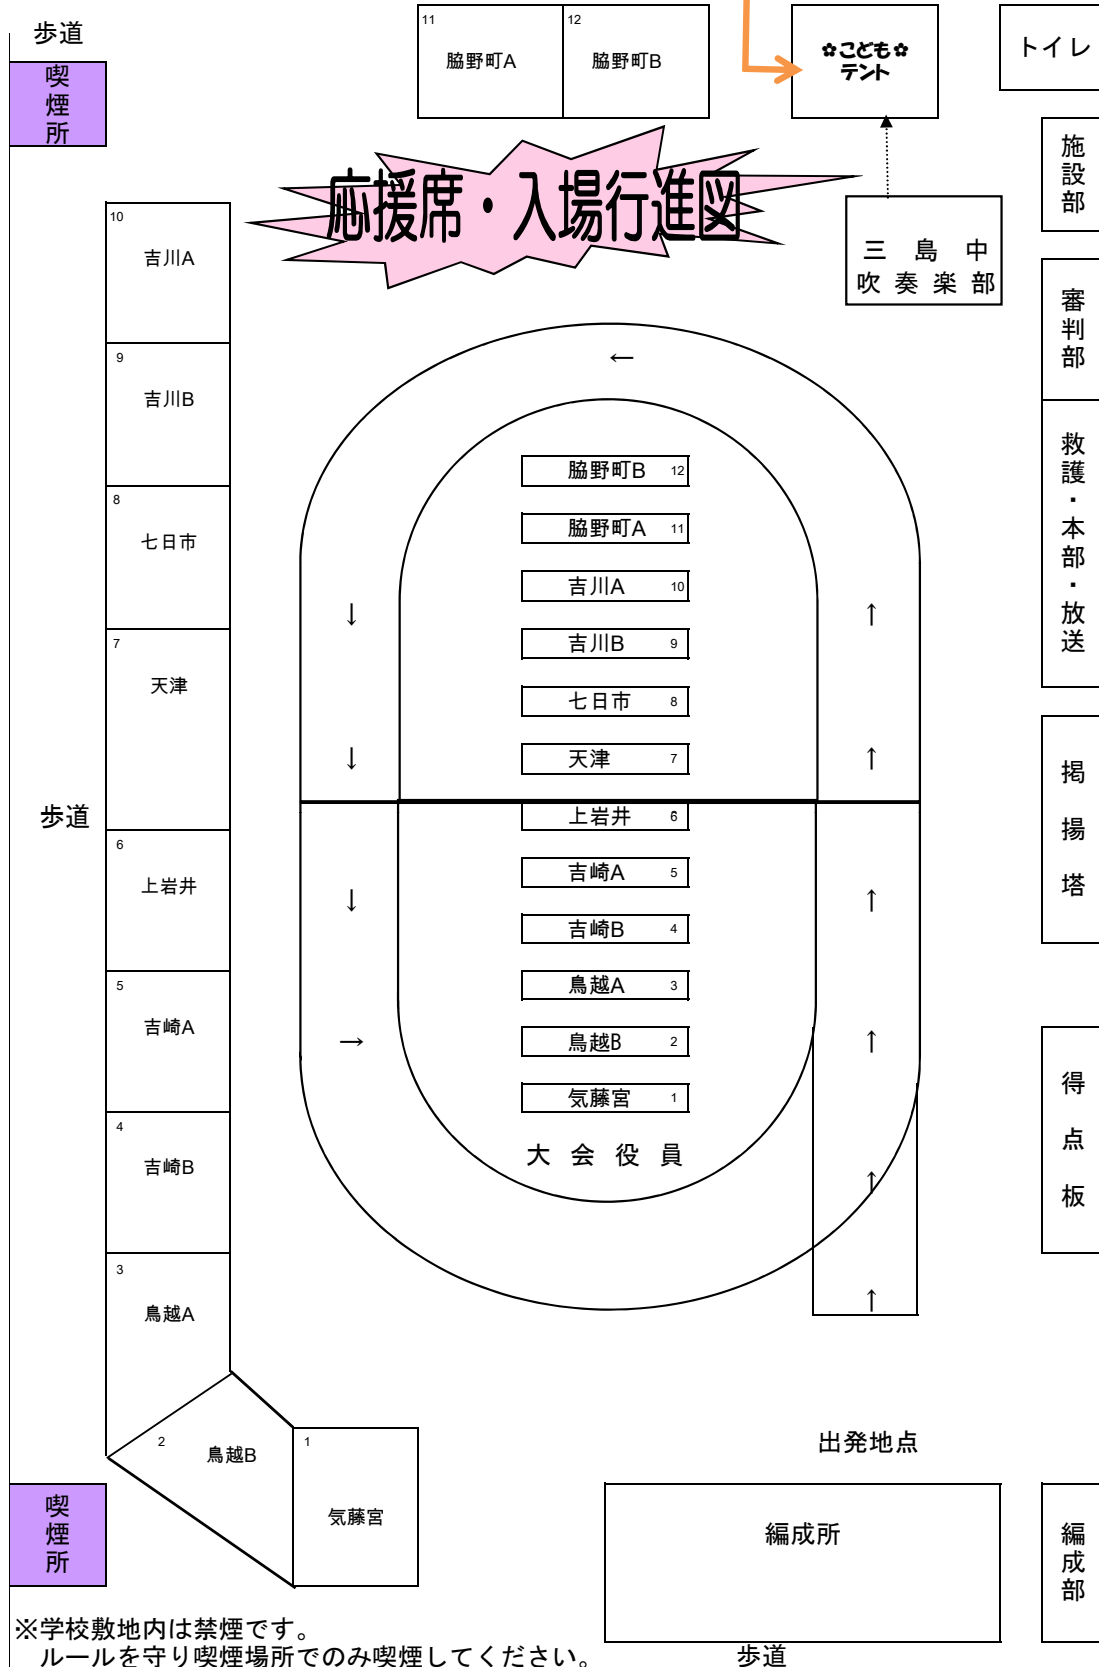 歩道
喫煙所
11
脇野町A
12
脇野町B
✿こども✿
テント
トイレ
施設部
応援席・入場行進図
三島中
吹奏楽部
審判部
救護・本部・放送
掲揚塔
得点板
10
吉川A
9
吉川B
8
七日市
7
天津
歩道
6
上岩井
5
吉崎A
4
吉崎B
3
鳥越A
2
鳥越B
1
気藤宮
←
脇野町B 12
脇野町A 11
吉川A 10
↓
↑
吉川B 9
七日市 8
天津 7
↓
↑
上岩井 6
吉崎A 5
↓
↑
吉崎B 4
鳥越A 3
→
鳥越B 2
↑
気藤宮 1
大会役員
↑
↑
出発地点
編成所
編成部
喫煙所
※学校敷地内は禁煙です。
ルールを守り喫煙場所でのみ喫煙してください。
歩道